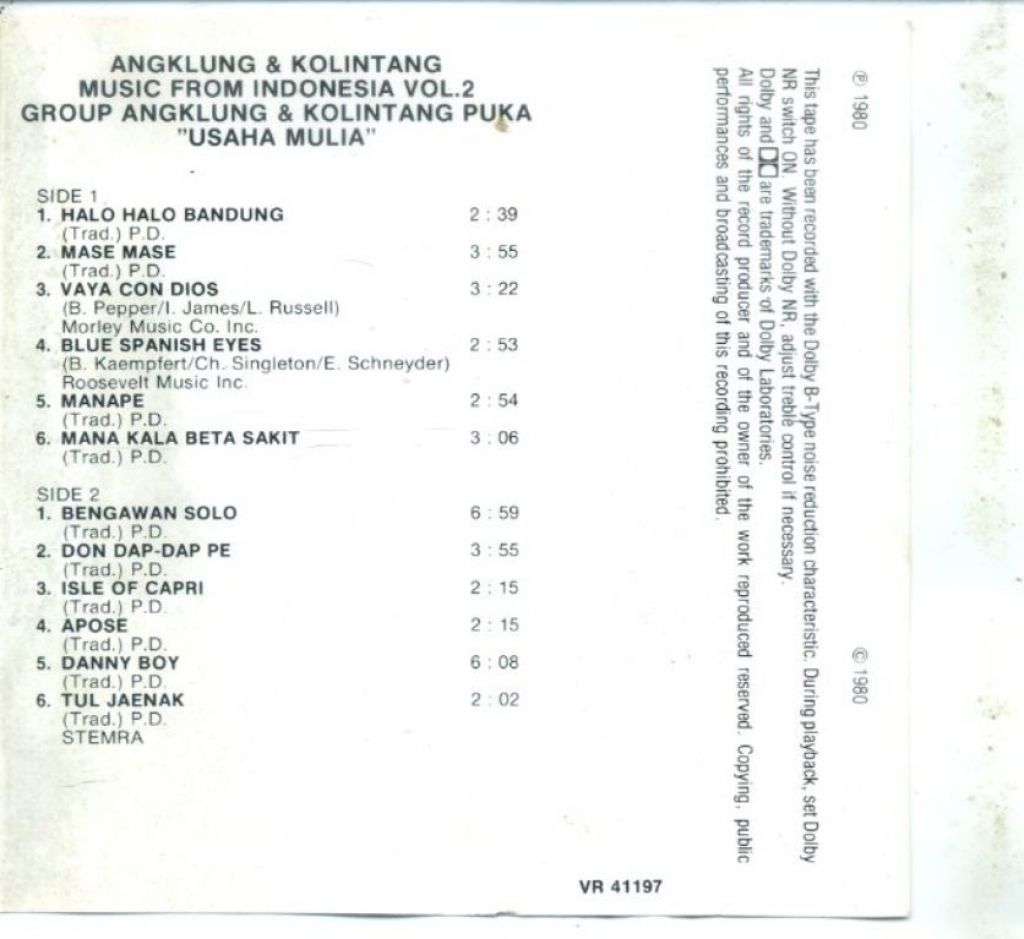 ANGKLUNG & KOLINTANG
MUSIC FROM INDONESIA VOL.2
GROUP ANGKLUNG & KOLINTANG PUKA
"USAHA MULIA"
SIDE 1
1. HALO HALO BANDUNG 2 : 39
(Trad.) P.D.
2. MASE MASE 3 : 55
(Trad.) P.D.
3. VAYA CON DIOS 3 : 22
(B. Pepper/I. James/L. Russell)
Morley Music Co. Inc.
4. BLUE SPANISH EYES 2 : 53
(B. Kaempfert/Ch. Singleton/E. Schneyder)
Roosevelt Music Inc.
5. MANAPE 2 : 54
(Trad.) P.D.
6. MANA KALA BETA SAKIT 3 : 06
(Trad.) P.D.
SIDE 2
1. BENGAWAN SOLO 6 : 59
(Trad.) P.D.
2. DON DAP-DAP PE 3 : 55
(Trad.) P.D.
3. ISLE OF CAPRI 2 : 15
(Trad.) P.D.
4. APOSE 2 : 15
(Trad.) P.D.
5. DANNY BOY 6 : 08
(Trad.) P.D.
6. TUL JAENAK 2 : 02
(Trad.) P.D.
STEMRA
VR 41197
℗ 1980 © 1980
This tape has been recorded with the Dolby B-Type noise reduction characteristic. During playback, set Dolby
NR switch ON. Without Dolby NR, adjust treble control if necessary.
Dolby and are trademarks of Dolby Laboratories.
All rights of the record producer and of the owner of the work reproduced reserved. Copying, public
performances and broadcasting of this recording prohibited.